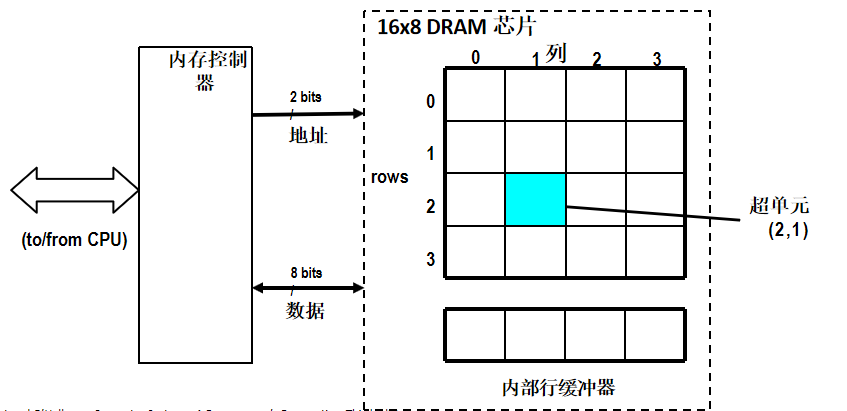 16x8 DRAM 芯片
内存控制
器
列
0 1 2 3
2 bits
地址
0
1
rows
2
3
超单元
(2,1)
(to/from CPU)
8 bits
数据
内部行缓冲器